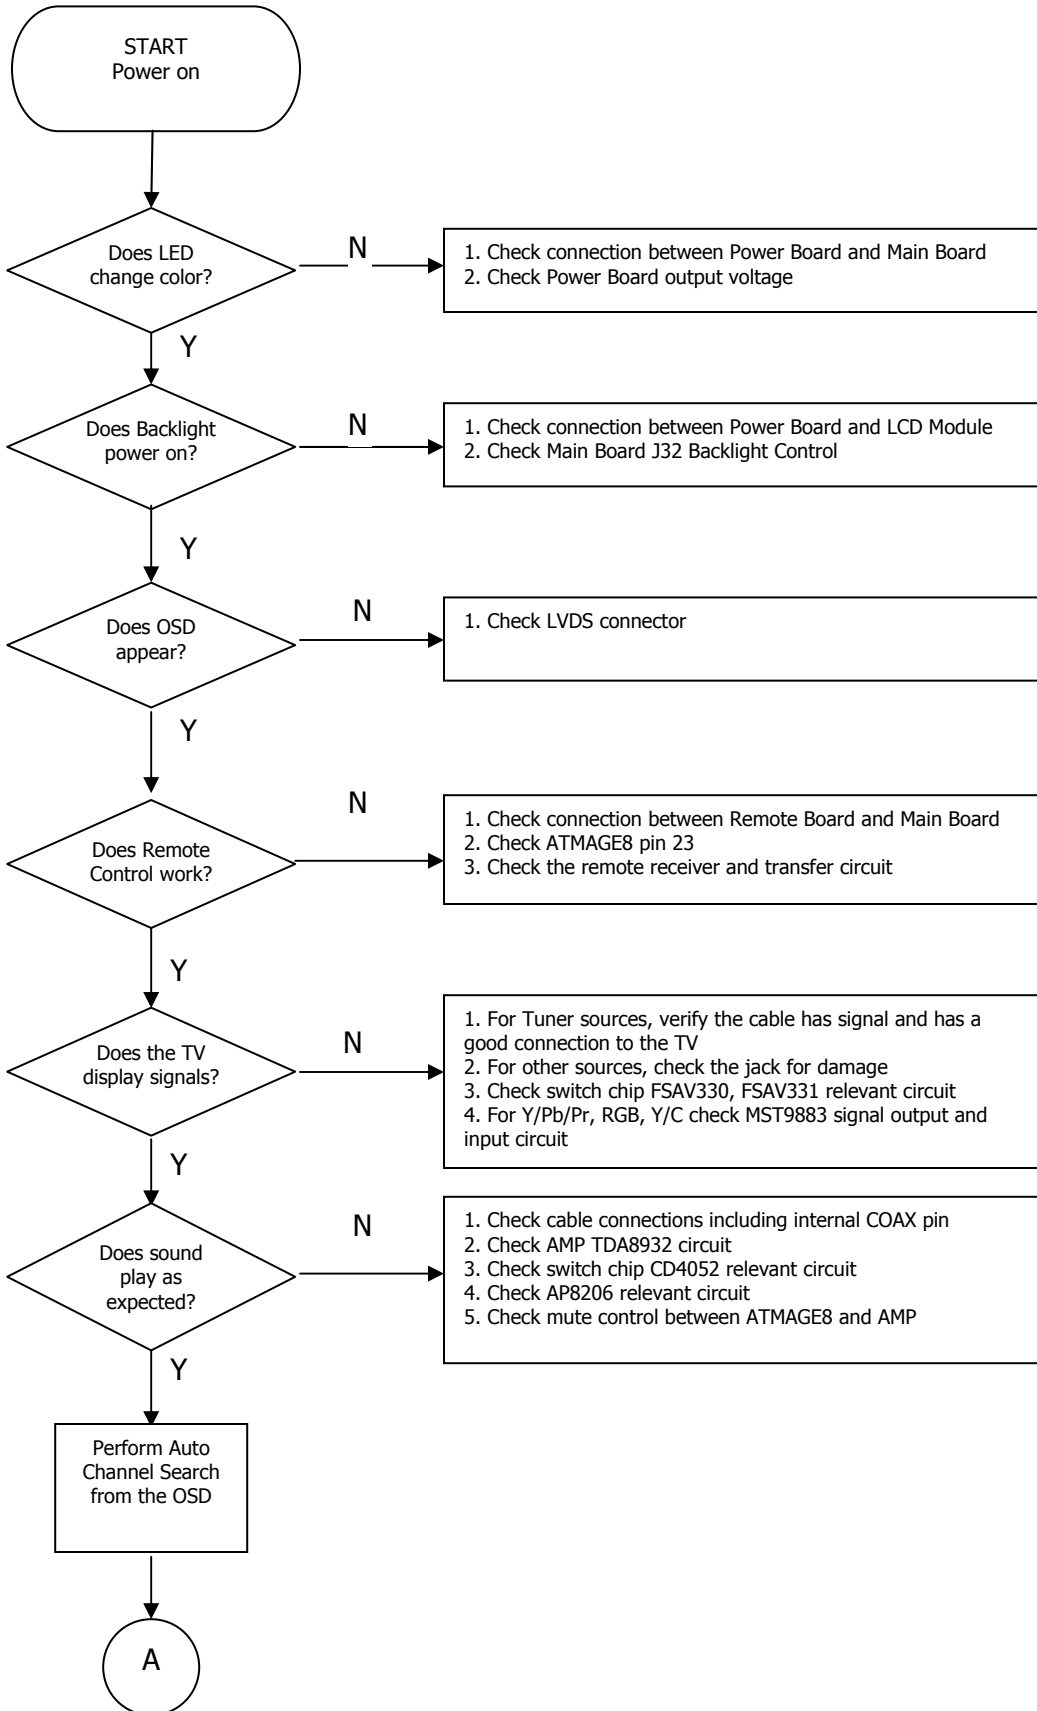 START
Power on
Does LED
change color?
N
1. Check connection between Power Board and Main Board
2. Check Power Board output voltage
Y
Does Backlight
power on?
N
1. Check connection between Power Board and LCD Module
2. Check Main Board J32 Backlight Control
Y
Does OSD
appear?
N
1. Check LVDS connector
Y
Does Remote
Control work?
N
1. Check connection between Remote Board and Main Board
2. Check ATMAGE8 pin 23
3. Check the remote receiver and transfer circuit
Y
Does the TV
display signals?
N
1. For Tuner sources, verify the cable has signal and has a
good connection to the TV
2. For other sources, check the jack for damage
3. Check switch chip FSAV330, FSAV331 relevant circuit
4. For Y/Pb/Pr, RGB, Y/C check MST9883 signal output and
input circuit
Y
Does sound
play as
expected?
N
1. Check cable connections including internal COAX pin
2. Check AMP TDA8932 circuit
3. Check switch chip CD4052 relevant circuit
4. Check AP8206 relevant circuit
5. Check mute control between ATMAGE8 and AMP
Y
Perform Auto
Channel Search
from the OSD
A